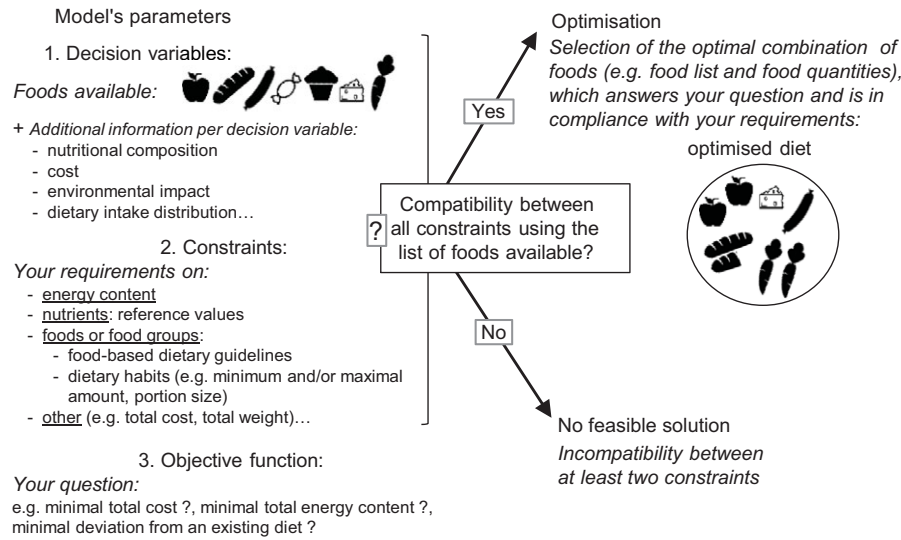 Model's parameters
1. Decision variables:
Foods available:
+ Additional information per decision variable:
- nutritional composition
- cost
- environmental impact
- dietary intake distribution…
2. Constraints:
Your requirements on:
- energy content
- nutrients: reference values
- foods or food groups:
- food-based dietary guidelines
- dietary habits (e.g. minimum and/or maximal
amount, portion size)
- other (e.g. total cost, total weight)…
3. Objective function:
Your question:
e.g. minimal total cost ?, minimal total energy content ?,
minimal deviation from an existing diet ?
?
Compatibility between
all constraints using the
list of foods available?
Yes
Optimisation
Selection of the optimal combination of
foods (e.g. food list and food quantities),
which answers your question and is in
compliance with your requirements:
optimised diet
No
No feasible solution
Incompatibility between
at least two constraints